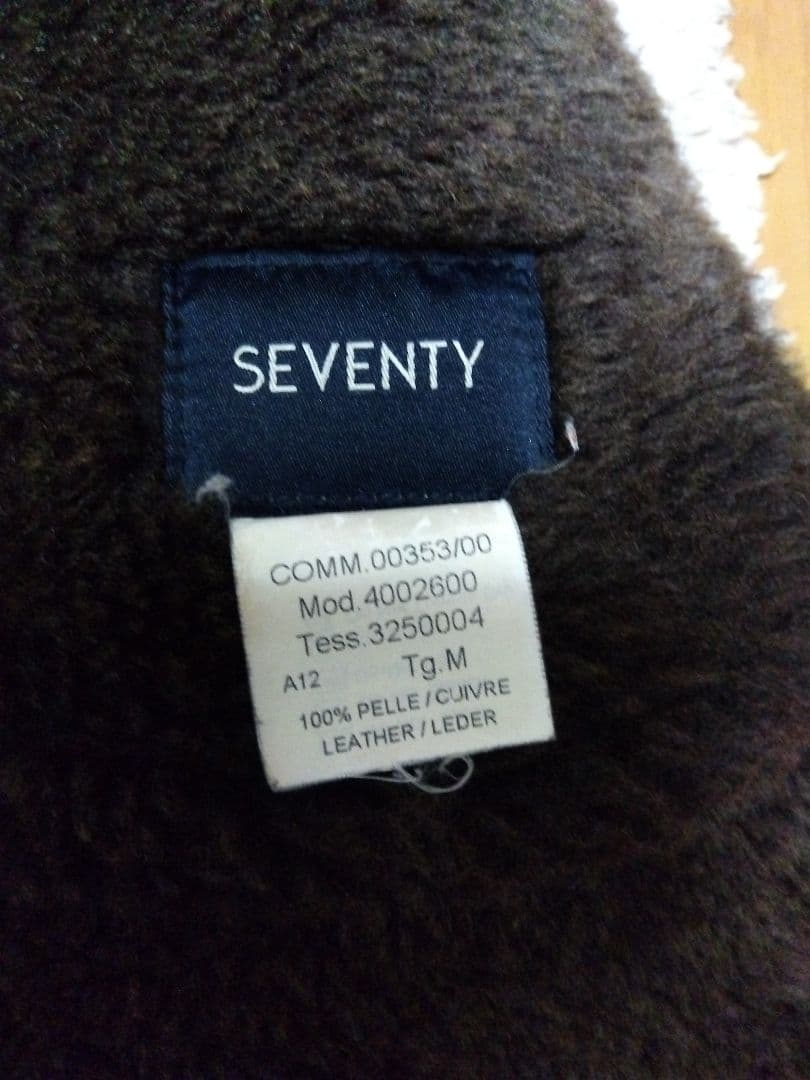 SEVENTY
COMM.00353/00
Mod.4002600
Tess.3250004
A12 Tg.M
100% PELLE / CUIVRE
LEATHER / LEDER